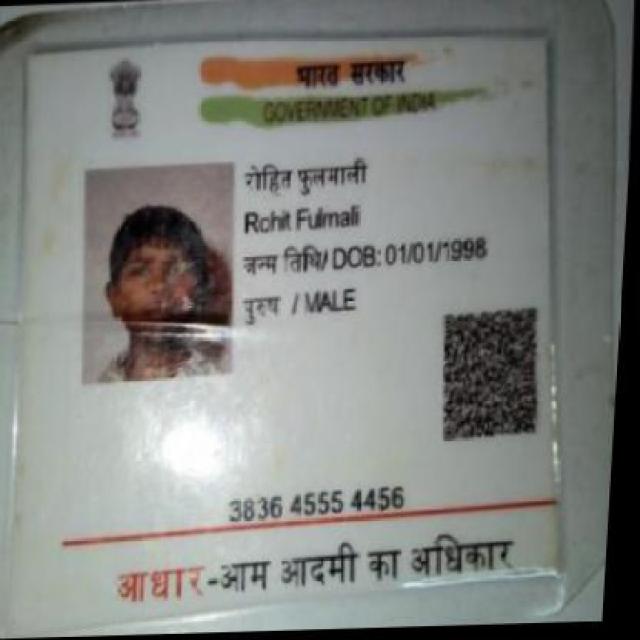 भारत सरकार
GOVERNMENT OF INDIA
रोहित फुलमाली
Rohit Fulmali
जन्म तिथि/ DOB: 01/01/1998
पुरुष / MALE
3836 4555 4456
आधार-आम आदमी का अधिकार